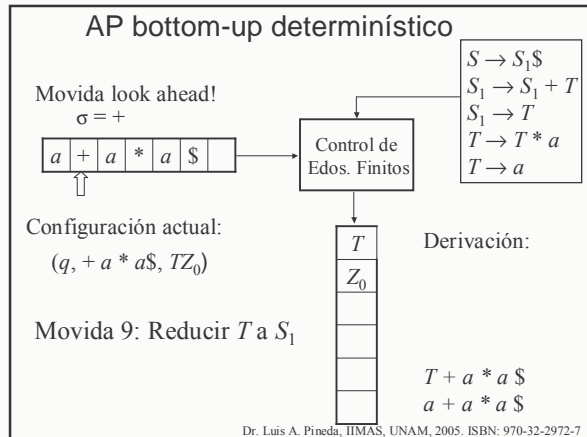 AP bottom-up determinístico
Movida look ahead!
σ = +
a + a * a $
Control de
Edos. Finitos
S → S₁$
S₁ → S₁ + T
S₁ → T
T → T * a
T → a
Configuración actual:
(q, + a * a$, TZ₀)
T
Z₀
Derivación:
Movida 9: Reducir T a S₁
T + a * a $
a + a * a $
Dr. Luis A. Pineda, IIMAS, UNAM, 2005. ISBN: 970-32-2972-7